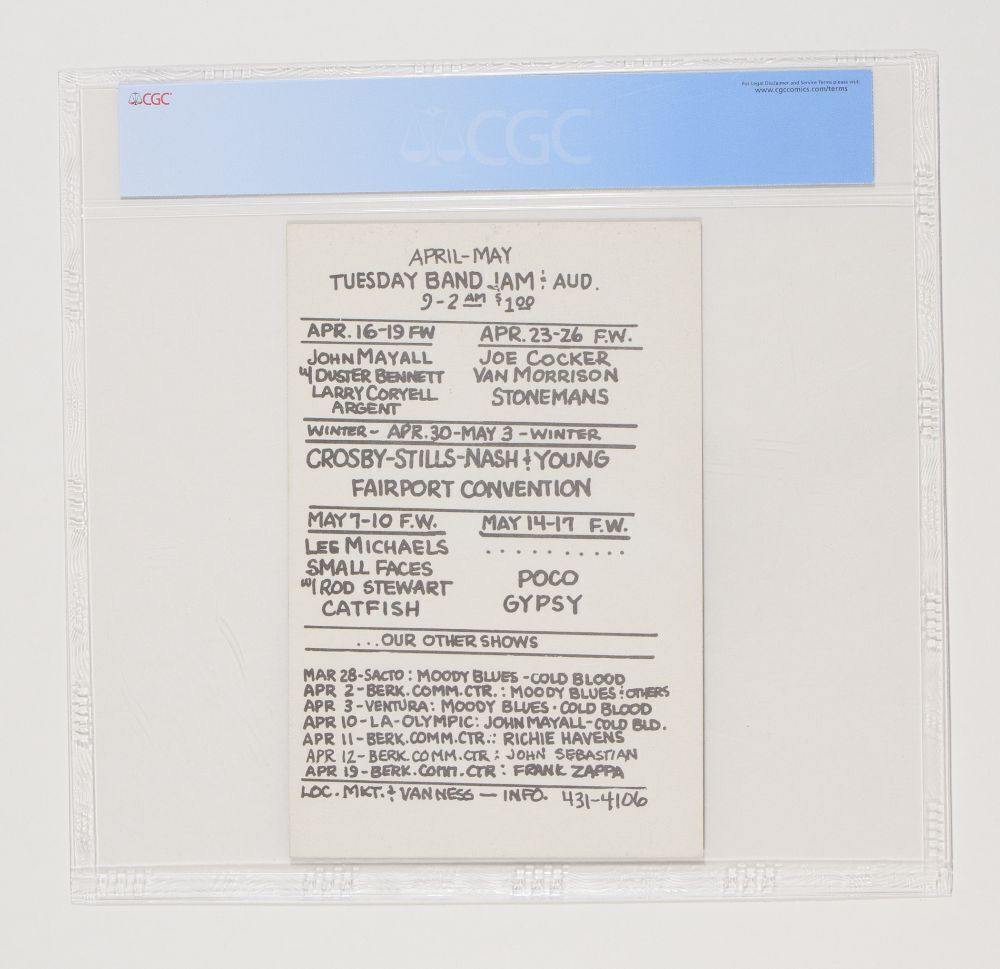 CGC
For Legal Disclaimer and Service Terms please visit:
www.cgccomics.com/terms
CGC
APRIL-MAY
TUESDAY BAND JAM : AUD.
9-2 AM $1.00
APR. 16-19 FW
JOHN MAYALL
W/ DUSTER BENNETT
LARRY CORYELL
ARGENT
APR. 23-26 F.W.
JOE COCKER
VAN MORRISON
STONEMANS
WINTER- APR.30-MAY 3 -WINTER
CROSBY-STILLS-NASH & YOUNG
FAIRPORT CONVENTION
MAY 7-10 F.W.
LEE MICHAELS
SMALL FACES
W/ ROD STEWART
CATFISH
MAY 14-17 F.W.
. . . . . . . . . .
POCO
GYPSY
...OUR OTHER SHOWS
MAR 28-SACTO: MOODY BLUES-COLD BLOOD
APR 2-BERK.COMM.CTR.: MOODY BLUES: OTHERS
APR 3-VENTURA: MOODY BLUES·COLD BLOOD
APR 10-LA-OLYMPIC: JOHN MAYALL-COLD BLD.
APR 11-BERK.COMM.CTR.: RICHIE HAVENS
APR 12-BERK.COMM.CTR: JOHN SEBASTIAN
APR 19-BERK.COMM.CTR: FRANK ZAPPA
LOC. MKT. & VAN NESS — INFO. 431-4106